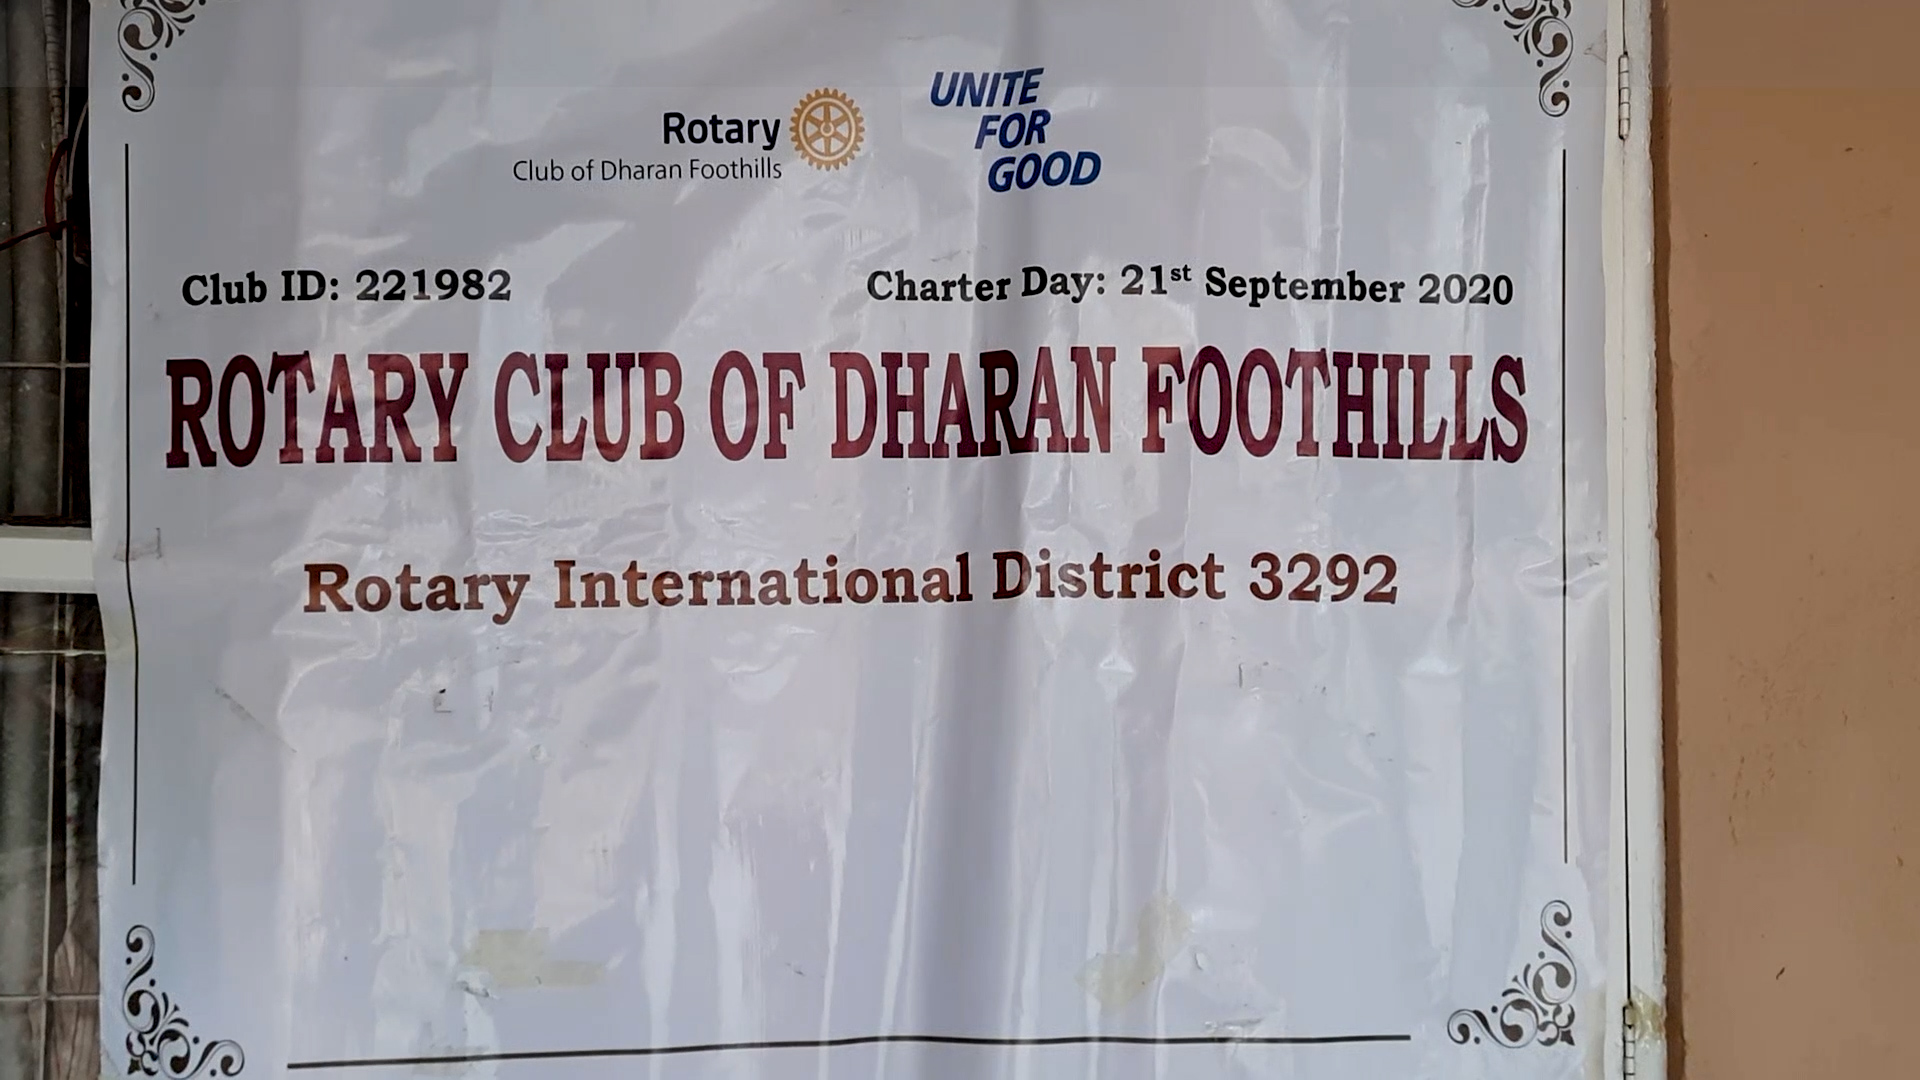 Rotary
Club of Dharan Foothills
UNITE
FOR
GOOD
Club ID: 221982
Charter Day: 21st September 2020
ROTARY CLUB OF DHARAN FOOTHILLS
Rotary International District 3292